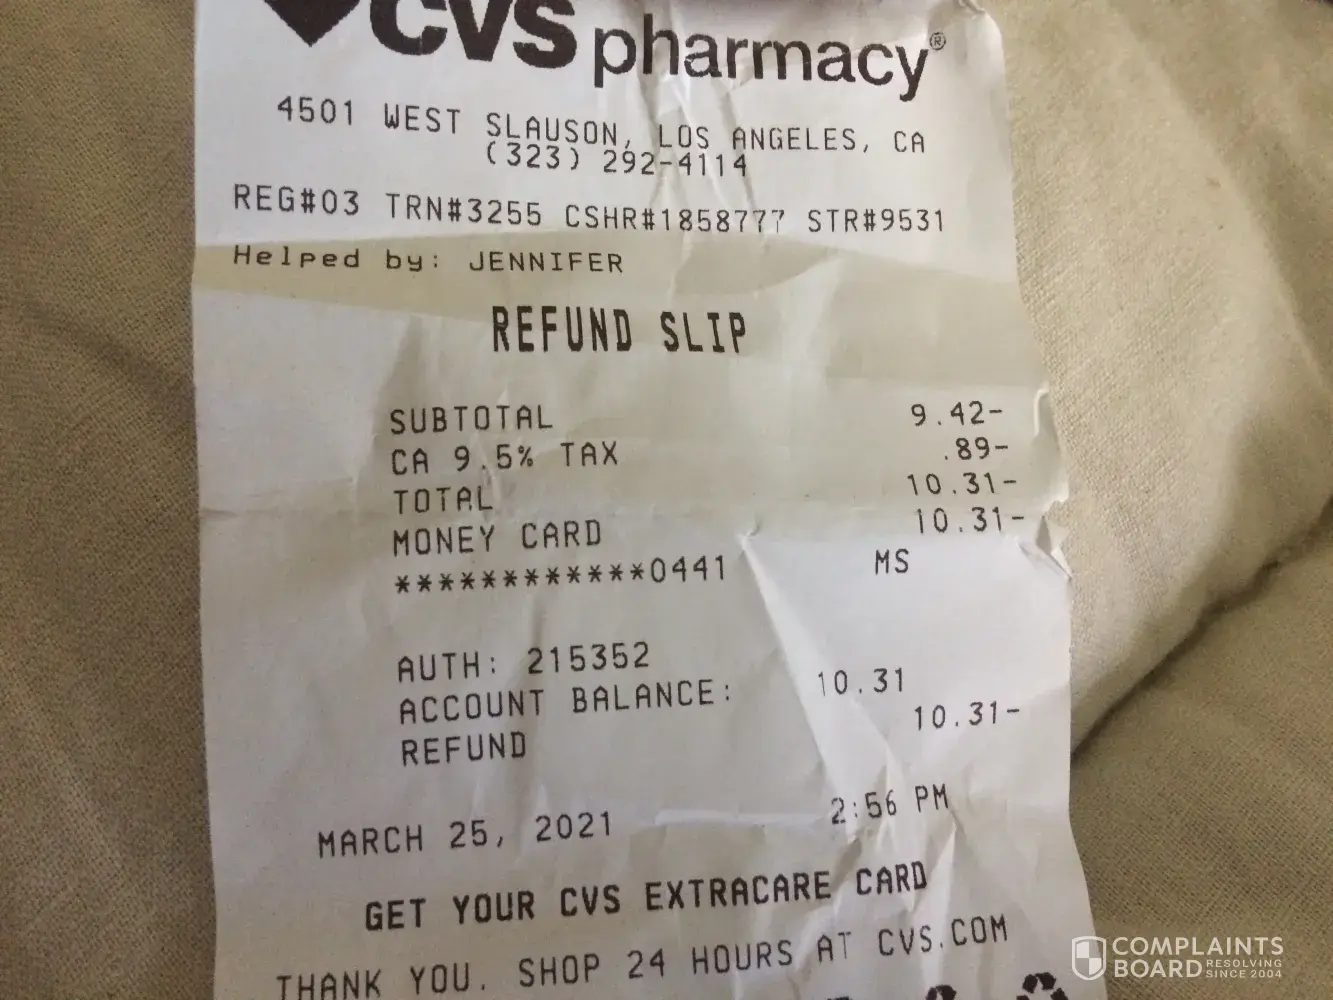 CVS pharmacy®
4501 WEST SLAUSON, LOS ANGELES, CA
(323) 292-4114
REG#03 TRN#3255 CSHR#1858777 STR#9531
Helped by: JENNIFER
REFUND SLIP
SUBTOTAL 9.42-
CA 9.5% TAX .89-
TOTAL 10.31-
MONEY CARD 10.31-
************0441 MS
AUTH: 215352
ACCOUNT BALANCE: 10.31
REFUND 10.31-
MARCH 25, 2021 2:56 PM
GET YOUR CVS EXTRACARE CARD
THANK YOU. SHOP 24 HOURS AT CVS.COM
COMPLAINTS
BOARD RESOLVING
SINCE 2004